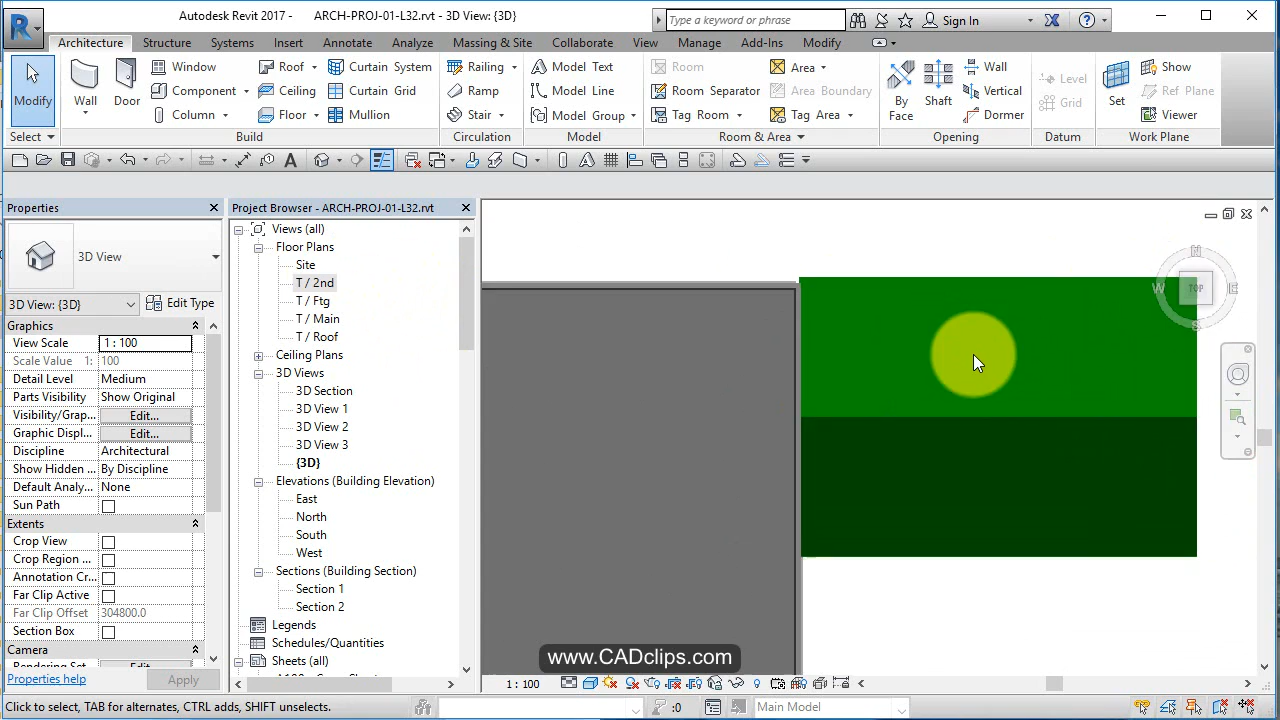 Autodesk Revit 2017 - ARCH-PROJ-01-L32.rvt - 3D View: {3D}
Type a keyword or phrase
Sign In
Architecture Structure Systems Insert Annotate Analyze Massing & Site Collaborate View Manage Add-Ins Modify
Modify
Wall
Door
Window
Component
Column
Roof
Ceiling
Floor
Curtain System
Curtain Grid
Mullion
Railing
Ramp
Stair
Model Text
Model Line
Model Group
Room
Room Separator
Tag Room
Area
Area Boundary
Tag Area
By
Face
Shaft
Wall
Vertical
Dormer
Level
Grid
Set
Show
Ref Plane
Viewer
Select Build Circulation Model Room & Area Opening Datum Work Plane
Properties
3D View
3D View: {3D}
Edit Type
Graphics
View Scale 1 : 100
Scale Value 1: 100
Detail Level Medium
Parts Visibility Show Original
Visibility/Grap... Edit...
Graphic Displ... Edit...
Discipline Architectural
Show Hidden ... By Discipline
Default Analy... None
Sun Path
Extents
Crop View
Crop Region ...
Annotation Cr...
Far Clip Active
Far Clip Offset 304800.0
Section Box
Camera
Properties help
Apply
Project Browser - ARCH-PROJ-01-L32.rvt
Views (all)
Floor Plans
Site
T / 2nd
T / Ftg
T / Main
T / Roof
Ceiling Plans
3D Views
3D Section
3D View 1
3D View 2
3D View 3
{3D}
Elevations (Building Elevation)
East
North
South
West
Sections (Building Section)
Section 1
Section 2
Legends
Schedules/Quantities
Sheets (all)
N
W TOP E
S
www.CADclips.com
1 : 100
Click to select, TAB for alternates, CTRL adds, SHIFT unselects.
:0
Main Model